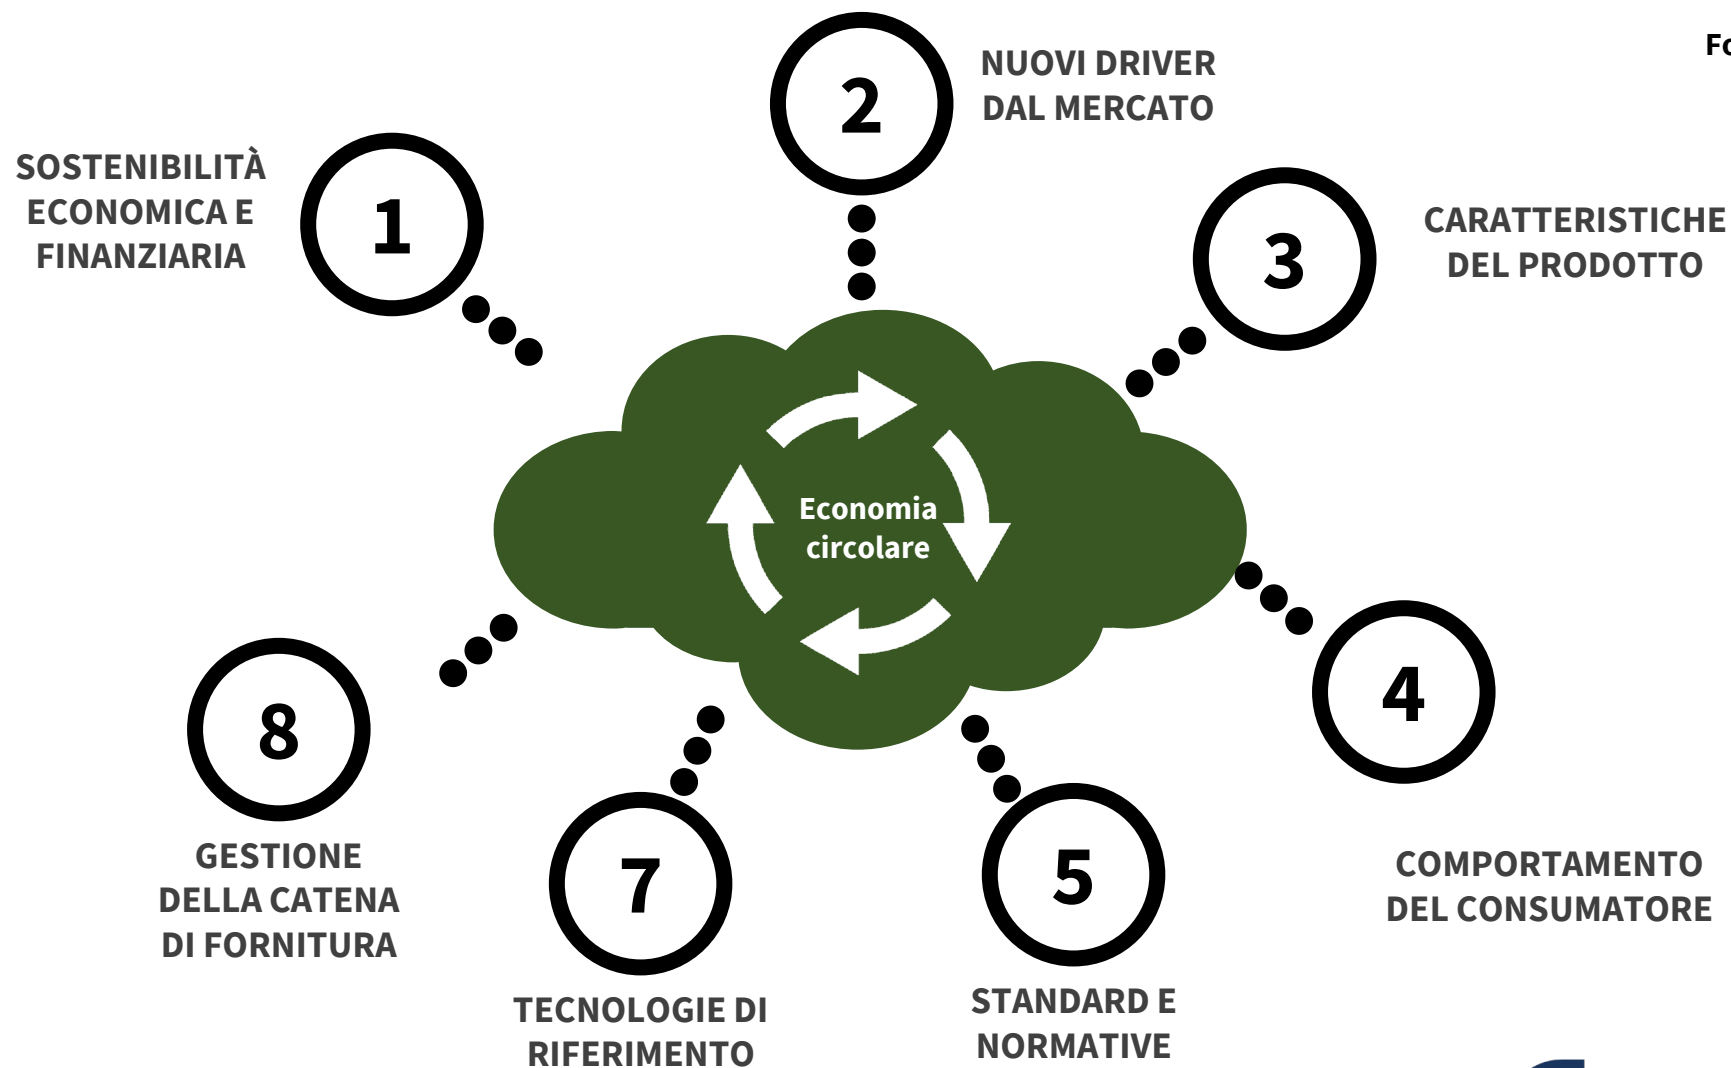 1
SOSTENIBILITÀ
ECONOMICA E
FINANZIARIA
2
NUOVI DRIVER
DAL MERCATO
3
CARATTERISTICHE
DEL PRODOTTO
Economia
circolare
4
COMPORTAMENTO
DEL CONSUMATORE
5
STANDARD E
NORMATIVE
7
TECNOLOGIE DI
RIFERIMENTO
8
GESTIONE
DELLA CATENA
DI FORNITURA